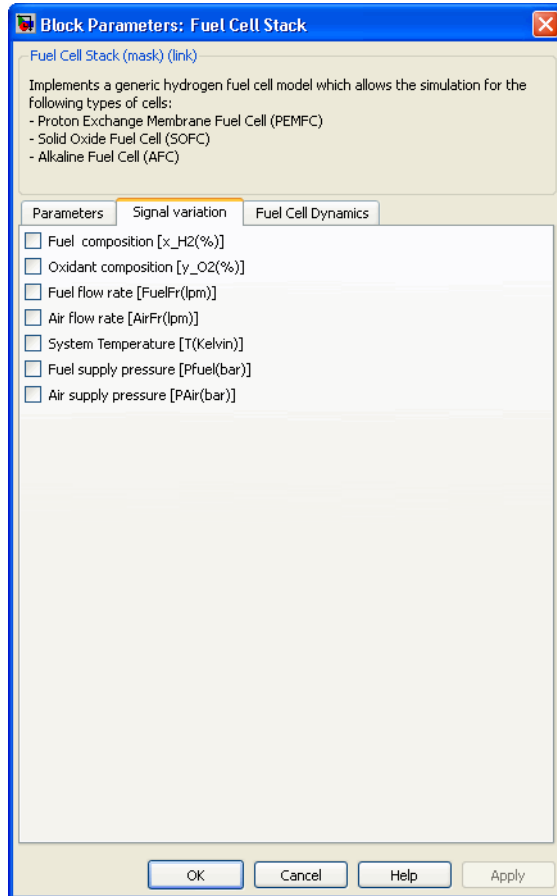 Block Parameters: Fuel Cell Stack
Fuel Cell Stack (mask) (link)
Implements a generic hydrogen fuel cell model which allows the simulation for the
following types of cells:
- Proton Exchange Membrane Fuel Cell (PEMFC)
- Solid Oxide Fuel Cell (SOFC)
- Alkaline Fuel Cell (AFC)
Parameters Signal variation Fuel Cell Dynamics
Fuel composition [x_H2(%)]
Oxidant composition [y_O2(%)]
Fuel flow rate [FuelFr(lpm)]
Air flow rate [AirFr(lpm)]
System Temperature [T(Kelvin)]
Fuel supply pressure [Pfuel(bar)]
Air supply pressure [PAir(bar)]
OK Cancel Help Apply